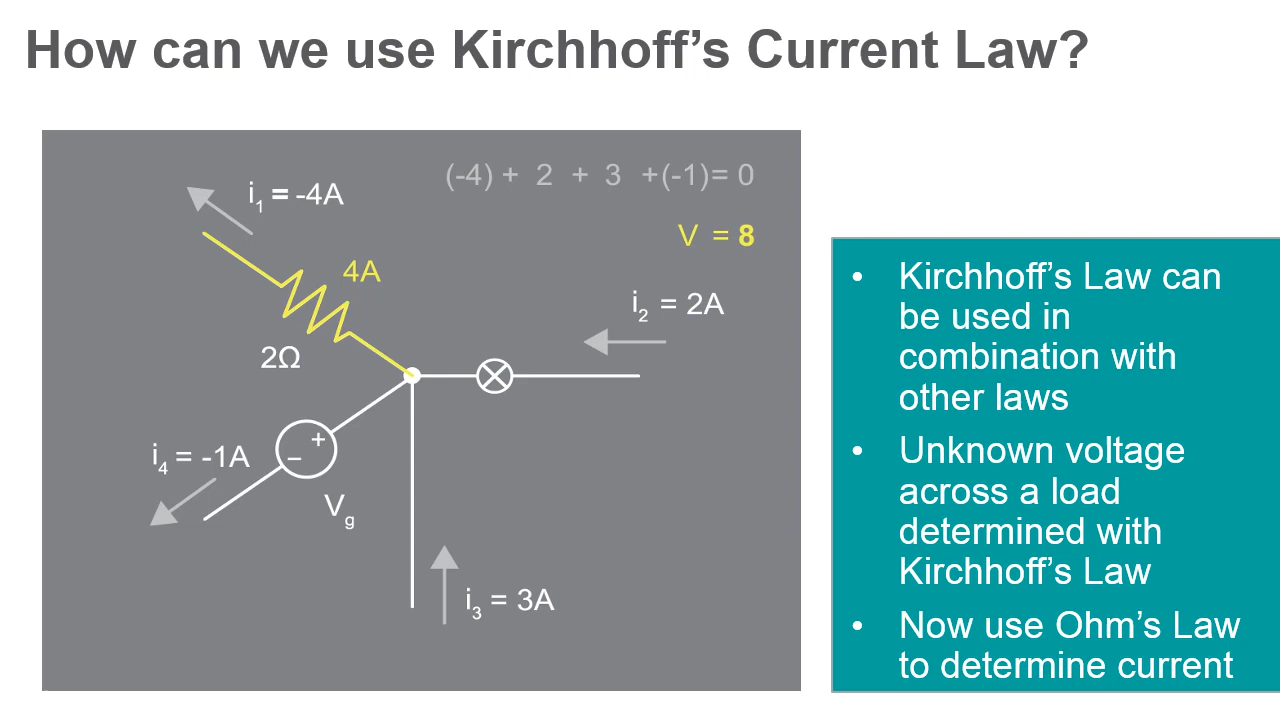 How can we use Kirchhoff’s Current Law?
(-4) + 2 + 3 +(-1)= 0
i1 = -4A
V = 8
4A
i2 = 2A
2Ω
i4 = -1A
+
−
Vg
i3 = 3A
• Kirchhoff’s Law can
be used in
combination with
other laws
• Unknown voltage
across a load
determined with
Kirchhoff’s Law
• Now use Ohm’s Law
to determine current